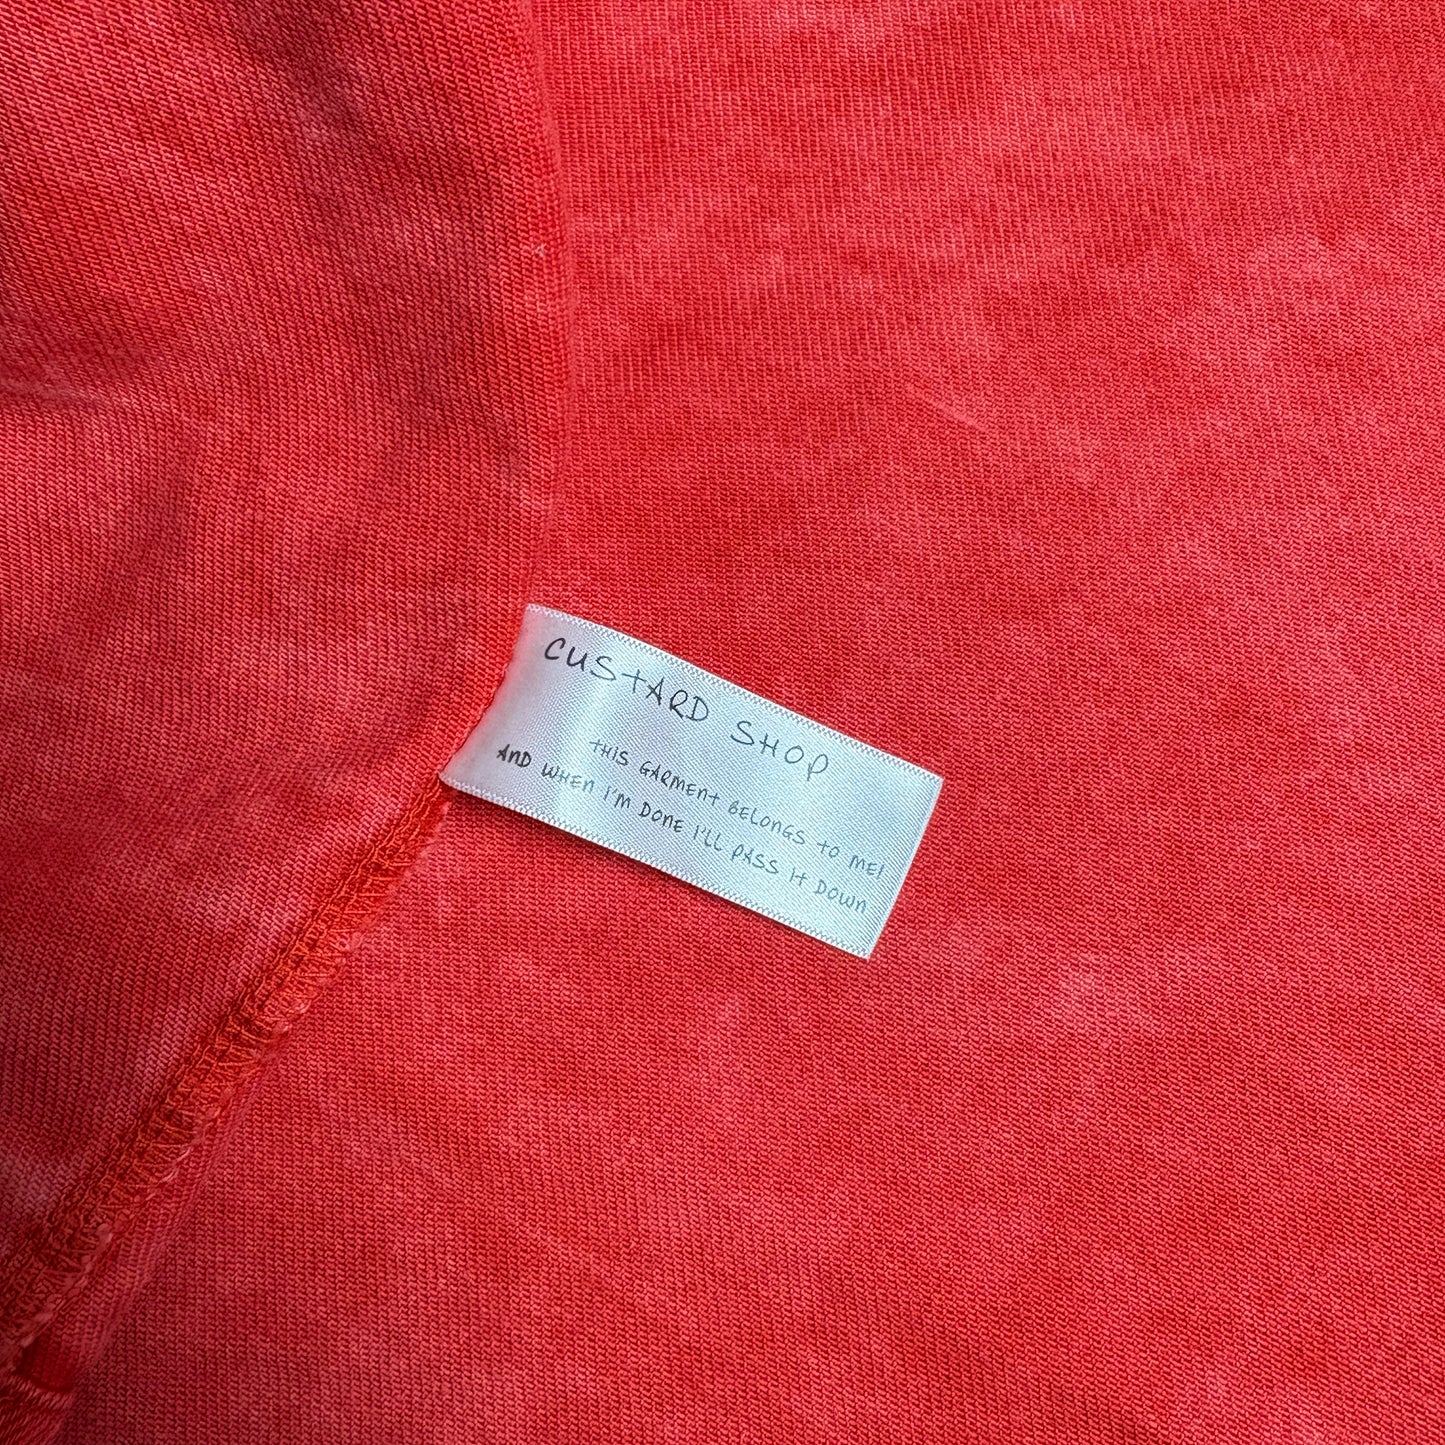 CUSTARD SHOP
THIS GARMENT BELONGS TO ME!
AND WHEN I'M DONE I'LL PASS IT DOWN